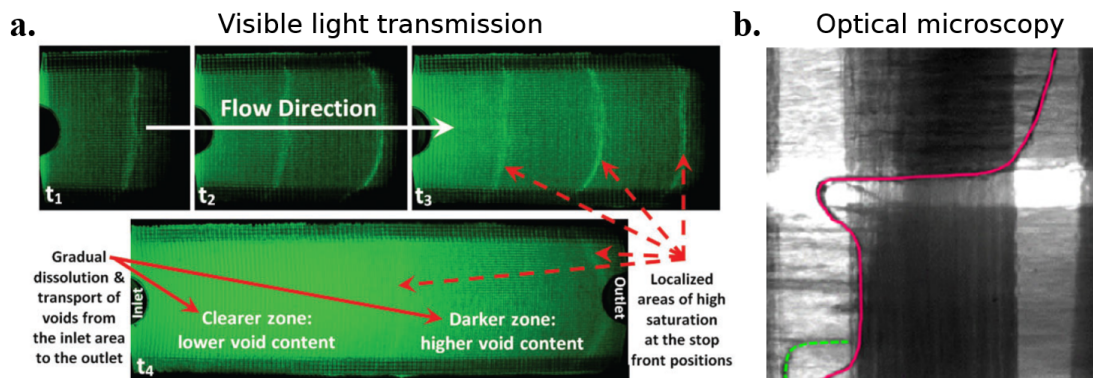 a.
Visible light transmission
b.
Optical microscopy
Flow Direction
t1
t2
t3
Gradual
dissolution &
transport of
voids from
the inlet area
to the outlet
Inlet
Clearer zone:
lower void content
Darker zone:
higher void content
Outlet
t4
Localized
areas of high
saturation
at the stop
front positions